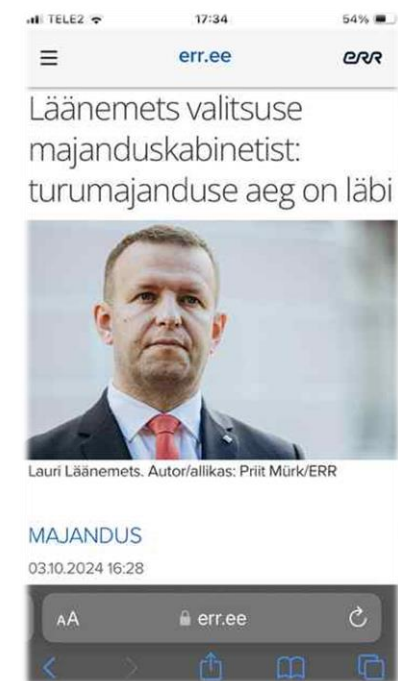 TELE2 17:34 54%
err.ee err
Läänemets valitsuse
majanduskabinetist:
turumajanduse aeg on läbi
Lauri Läänemets. Autor/allikas: Priit Mürk/ERR
MAJANDUS
03.10.2024 16:28
AA err.ee